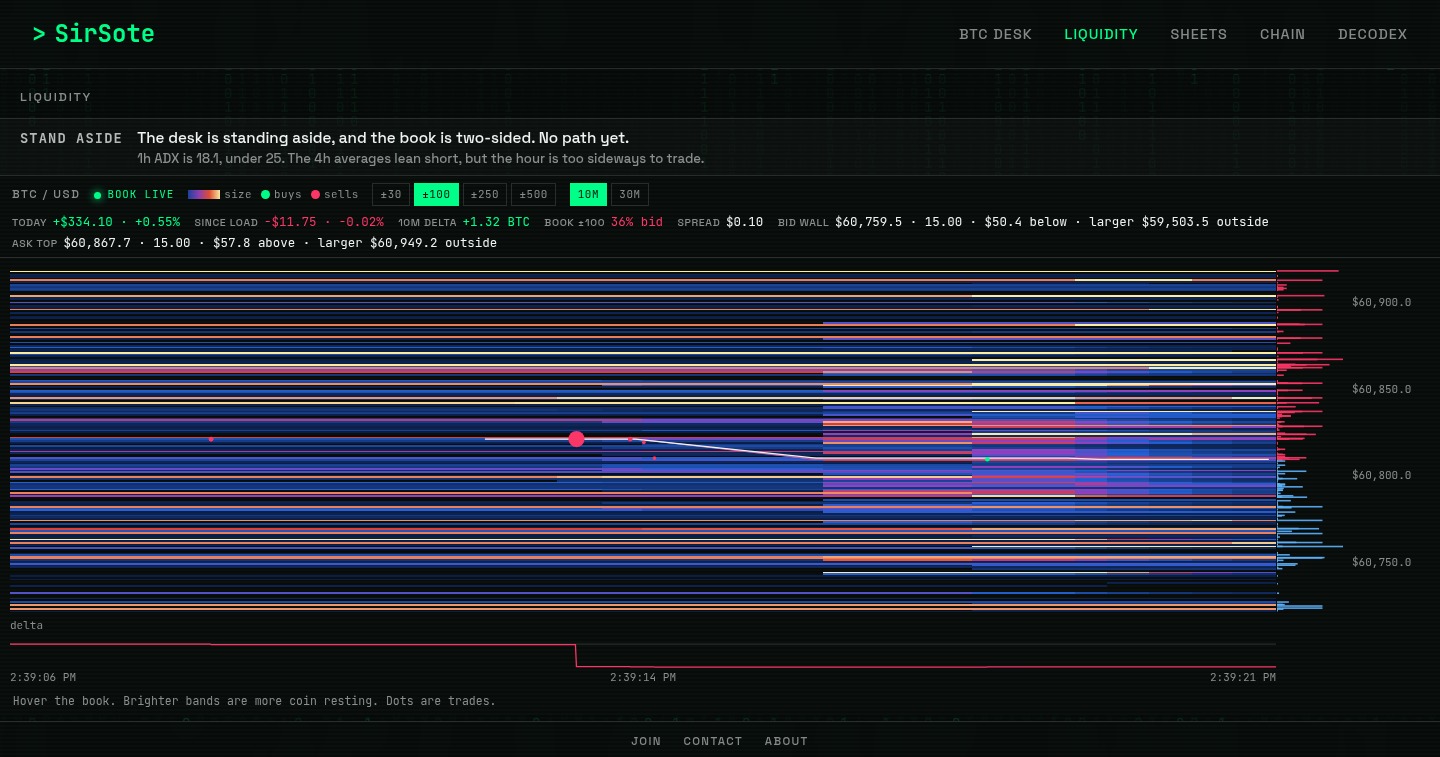 > SirSote
BTC DESK LIQUIDITY SHEETS CHAIN DECODEX
LIQUIDITY
STAND ASIDE The desk is standing aside, and the book is two-sided. No path yet.
1h ADX is 18.1, under 25. The 4h averages lean short, but the hour is too sideways to trade.
BTC / USD BOOK LIVE size buys sells ±30 ±100 ±250 ±500 10M 30M
TODAY +$334.10 · +0.55% SINCE LOAD -$11.75 · -0.02% 10M DELTA +1.32 BTC BOOK ±100 36% bid SPREAD $0.10 BID WALL $60,759.5 · 15.00 · $50.4 below · larger $59,503.5 outside
ASK TOP $60,867.7 · 15.00 · $57.8 above · larger $60,949.2 outside
$60,900.0
$60,850.0
$60,800.0
$60,750.0
delta
2:39:06 PM 2:39:14 PM 2:39:21 PM
Hover the book. Brighter bands are more coin resting. Dots are trades.
JOIN CONTACT ABOUT